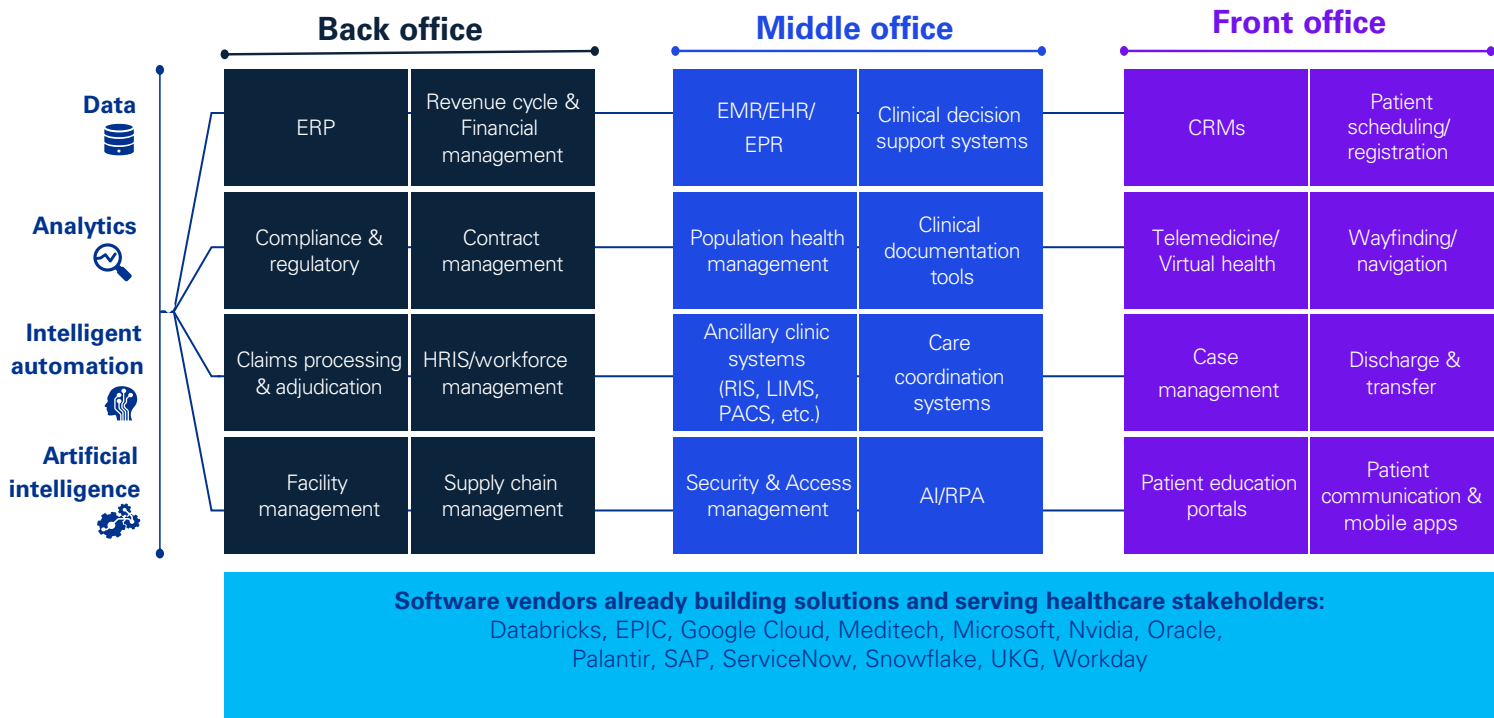 Back office
Middle office
Front office
Data
Analytics
Intelligent
automation
Artificial
intelligence
ERP
Revenue cycle &
Financial
management
Compliance &
regulatory
Contract
management
Claims processing
& adjudication
HRIS/workforce
management
Facility
management
Supply chain
management
EMR/EHR/
EPR
Clinical decision
support systems
Population health
management
Clinical
documentation
tools
Ancillary clinic
systems
(RIS, LIMS,
PACS, etc.)
Care
coordination
systems
Security & Access
management
AI/RPA
CRMs
Patient
scheduling/
registration
Telemedicine/
Virtual health
Wayfinding/
navigation
Case
management
Discharge &
transfer
Patient education
portals
Patient
communication &
mobile apps
Software vendors already building solutions and serving healthcare stakeholders:
Databricks, EPIC, Google Cloud, Meditech, Microsoft, Nvidia, Oracle,
Palantir, SAP, ServiceNow, Snowflake, UKG, Workday